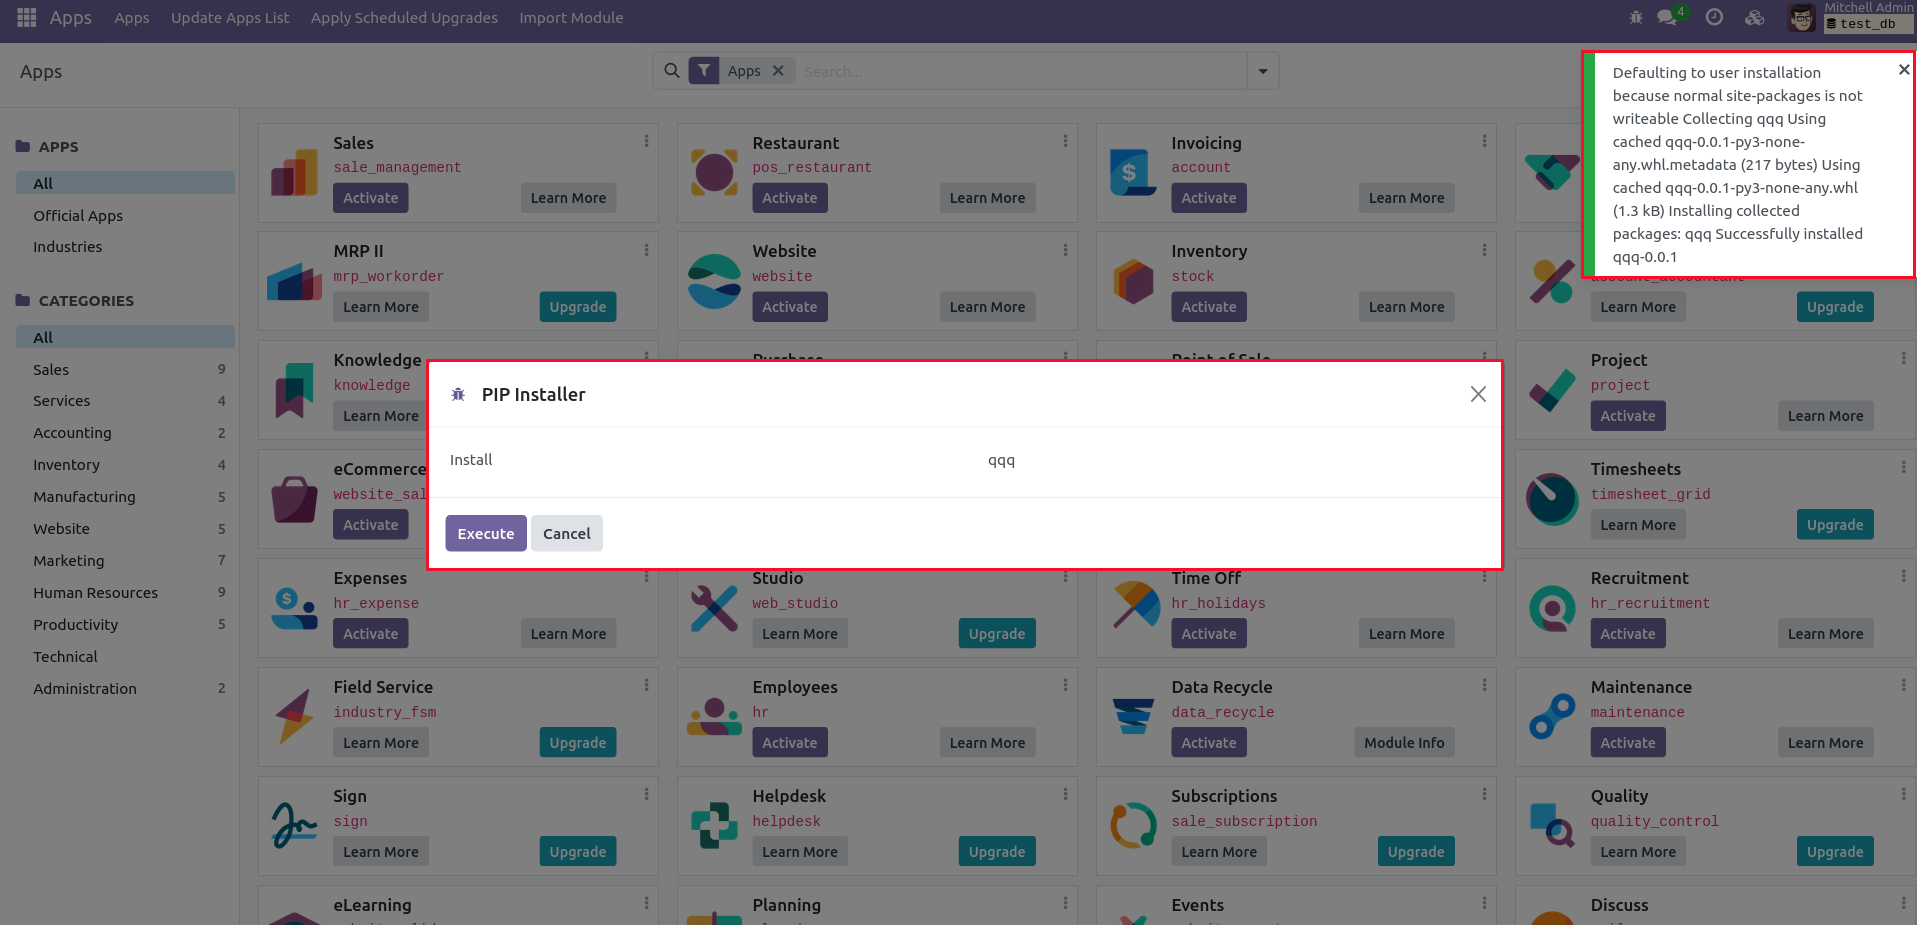 Apps Apps Update Apps List Apply Scheduled Upgrades Import Module 4 Mitchell Admin
test_db
Apps Apps Search...
Defaulting to user installation
because normal site-packages is not
writeable Collecting qqq Using
cached qqq-0.0.1-py3-none-
any.whl.metadata (217 bytes) Using
cached qqq-0.0.1-py3-none-any.whl
(1.3 kB) Installing collected
packages: qqq Successfully installed
qqq-0.0.1
APPS
All
Official Apps
Industries
CATEGORIES
All
Sales 9
Services 4
Accounting 2
Inventory 4
Manufacturing 5
Website 5
Marketing 7
Human Resources 9
Productivity 5
Technical
Administration 2
Sales
sale_management
Activate Learn More
Restaurant
pos_restaurant
Activate Learn More
Invoicing
account
Activate Learn More
MRP II
mrp_workorder
Learn More Upgrade
Website
website
Activate Learn More
Inventory
stock
Activate Learn More
account_accountant
Learn More Upgrade
Knowledge
knowledge
Learn More
Purchase
Point of Sale
Project
project
Activate Learn More
PIP Installer
Install qqq
Execute Cancel
eCommerce
website_sal
Activate
Timesheets
timesheet_grid
Learn More Upgrade
Expenses
hr_expense
Activate Learn More
Studio
web_studio
Learn More Upgrade
Time Off
hr_holidays
Activate Learn More
Recruitment
hr_recruitment
Activate Learn More
Field Service
industry_fsm
Learn More Upgrade
Employees
hr
Activate Learn More
Data Recycle
data_recycle
Activate Module Info
Maintenance
maintenance
Activate Learn More
Sign
sign
Learn More Upgrade
Helpdesk
helpdesk
Learn More Upgrade
Subscriptions
sale_subscription
Learn More Upgrade
Quality
quality_control
Learn More Upgrade
eLearning
Planning
Events
Discuss